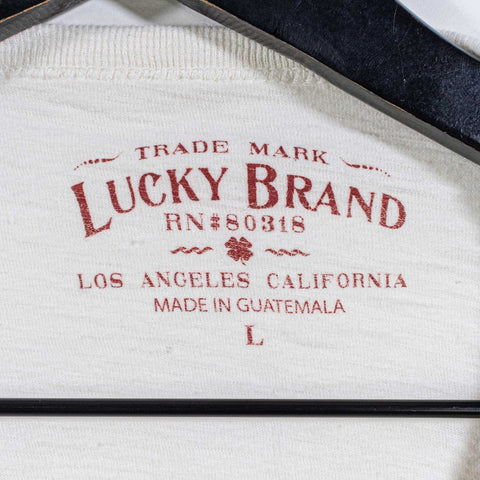 TRADE MARK
LUCKY BRAND
RN#80318
LOS ANGELES CALIFORNIA
MADE IN GUATEMALA
L